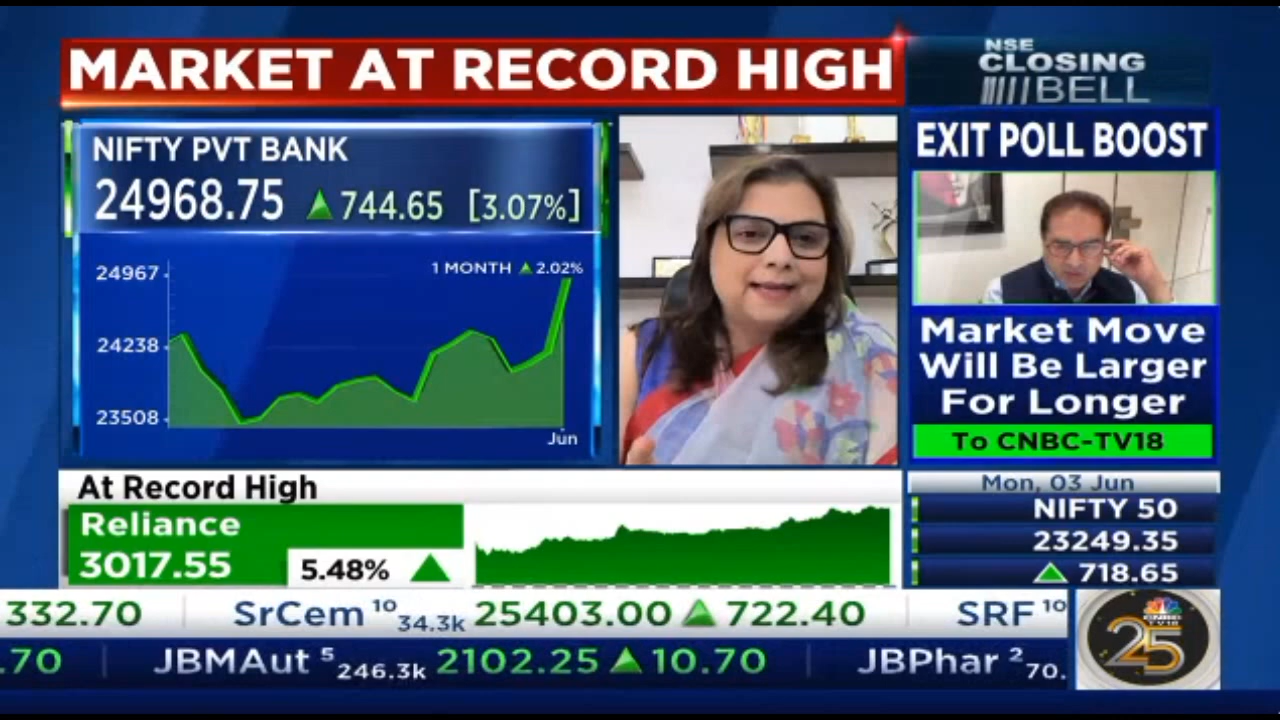 MARKET AT RECORD HIGH
NSE
CLOSING
BELL
NIFTY PVT BANK
24968.75 ▲ 744.65 [3.07%]
1 MONTH ▲ 2.02%
24967
24238
23508
Jun
EXIT POLL BOOST
Market Move
Will Be Larger
For Longer
To CNBC-TV18
At Record High
Reliance
3017.55
5.48% ▲
Mon, 03 Jun
NIFTY 50
23249.35
▲ 718.65
332.70 SrCem 10 34.3k 25403.00 ▲ 722.40 SRF 10
.70 JBMAut 5 246.3k 2102.25 ▲ 10.70 JBPhar 2 70.
CNBC
TV18
25